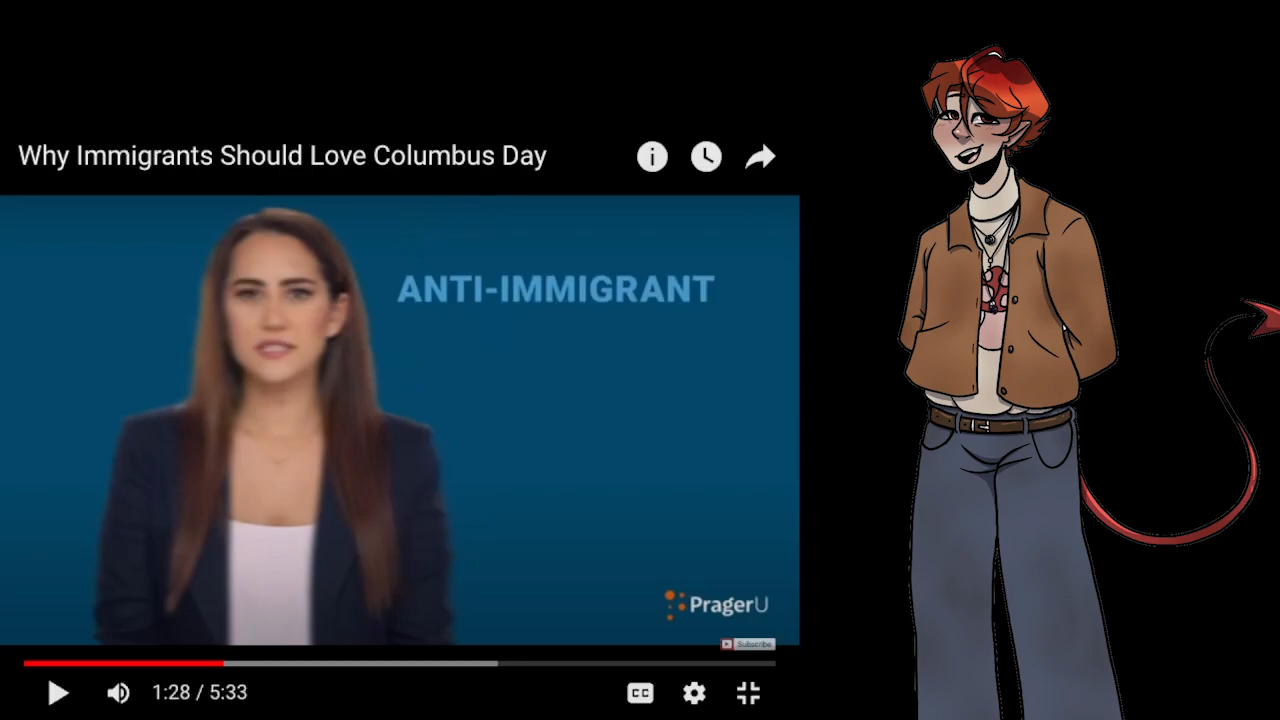 Why Immigrants Should Love Columbus Day
ANTI-IMMIGRANT
PragerU
Subscribe
1:28 / 5:33
CC